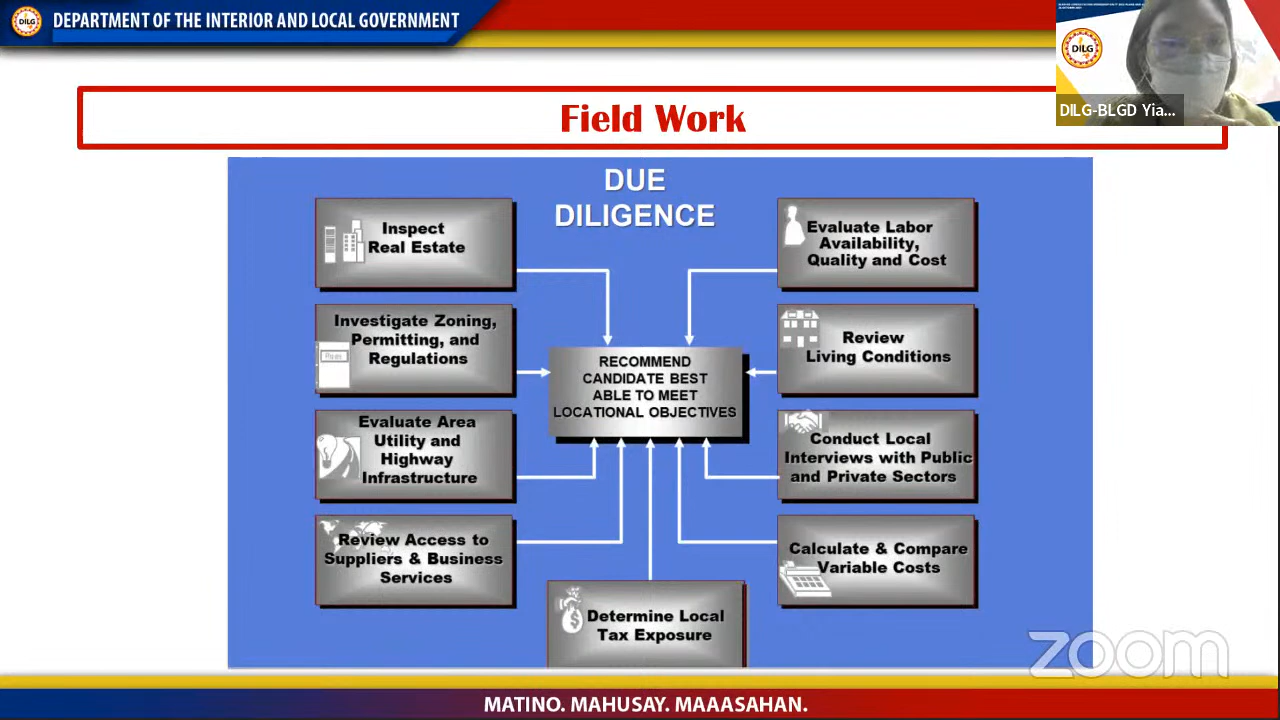 DEPARTMENT OF THE INTERIOR AND LOCAL GOVERNMENT
DILG
DILG
DILG-BLGD Yia...
Field Work
DUE
DILIGENCE
Inspect
Real Estate
Investigate Zoning,
Permitting, and
Regulations
Evaluate Area
Utility and
Highway
Infrastructure
Review Access to
Suppliers & Business
Services
RECOMMEND
CANDIDATE BEST
ABLE TO MEET
LOCATIONAL OBJECTIVES
Determine Local
Tax Exposure
Evaluate Labor
Availability,
Quality and Cost
Review
Living Conditions
Conduct Local
Interviews with Public
and Private Sectors
Calculate & Compare
Variable Costs
zoom
MATINO. MAHUSAY. MAAASAHAN.